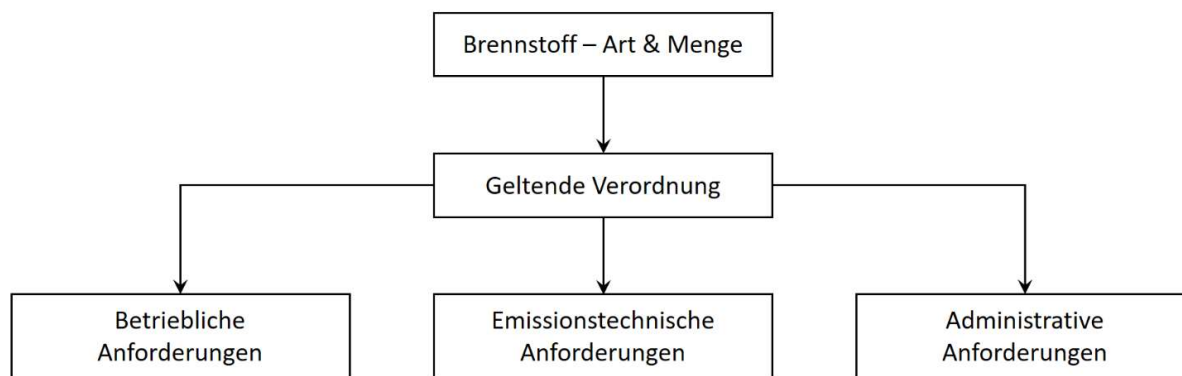 Brennstoff – Art & Menge
Geltende Verordnung
Betriebliche
Anforderungen
Emissionstechnische
Anforderungen
Administrative
Anforderungen